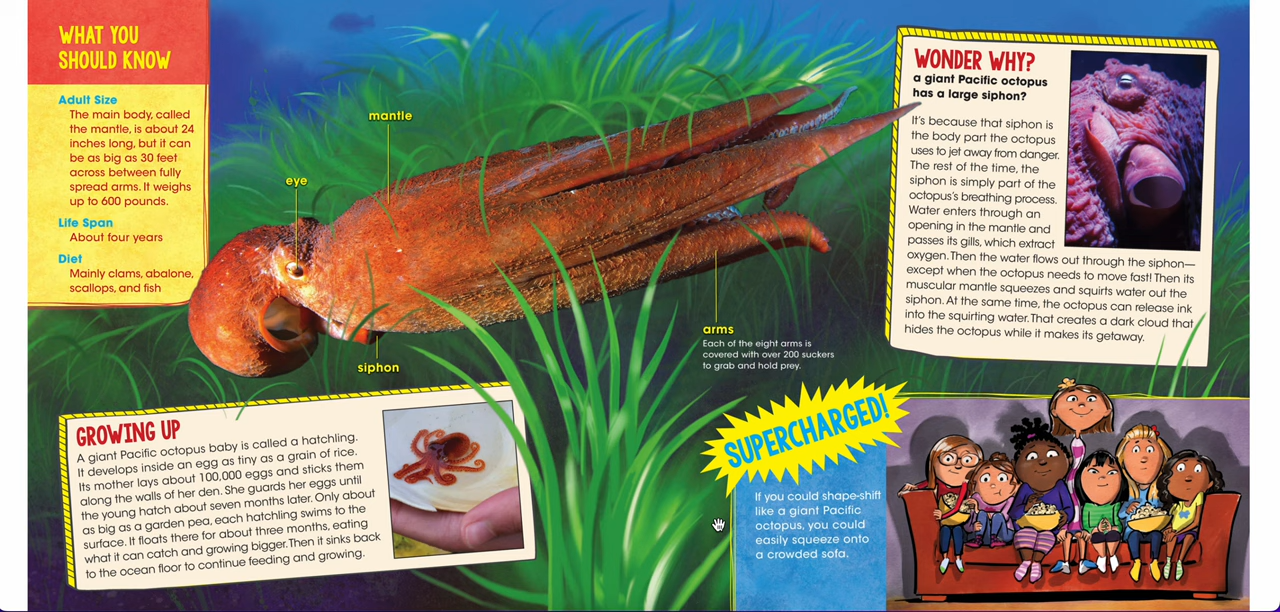 WHAT YOU
SHOULD KNOW
Adult Size
The main body, called
the mantle, is about 24
inches long, but it can
be as big as 30 feet
across between fully
spread arms. It weighs
up to 600 pounds.
Life Span
About four years
Diet
Mainly clams, abalone,
scallops, and fish
mantle
eye
siphon
arms
Each of the eight arms is
covered with over 200 suckers
to grab and hold prey.
WONDER WHY?
a giant Pacific octopus
has a large siphon?
It's because that siphon is
the body part the octopus
uses to jet away from danger.
The rest of the time, the
siphon is simply part of the
octopus's breathing process.
Water enters through an
opening in the mantle and
passes its gills, which extract
oxygen. Then the water flows out through the siphon—
except when the octopus needs to move fast! Then its
muscular mantle squeezes and squirts water out the
siphon. At the same time, the octopus can release ink
into the squirting water. That creates a dark cloud that
hides the octopus while it makes its getaway.
GROWING UP
A giant Pacific octopus baby is called a hatchling.
It develops inside an egg as tiny as a grain of rice.
Its mother lays about 100,000 eggs and sticks them
along the walls of her den. She guards her eggs until
the young hatch about seven months later. Only about
as big as a garden pea, each hatchling swims to the
surface. It floats there for about three months, eating
what it can catch and growing bigger. Then it sinks back
to the ocean floor to continue feeding and growing.
SUPERCHARGED!
If you could shape-shift
like a giant Pacific
octopus, you could
easily squeeze onto
a crowded sofa.